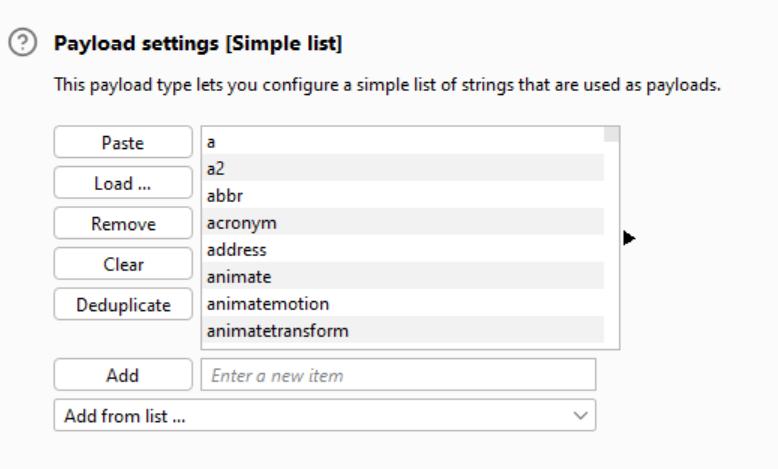 Payload settings [Simple list]
This payload type lets you configure a simple list of strings that are used as payloads.
Paste
Load ...
Remove
Clear
Deduplicate
a
a2
abbr
acronym
address
animate
animatemotion
animatetransform
Add
Enter a new item
Add from list ...